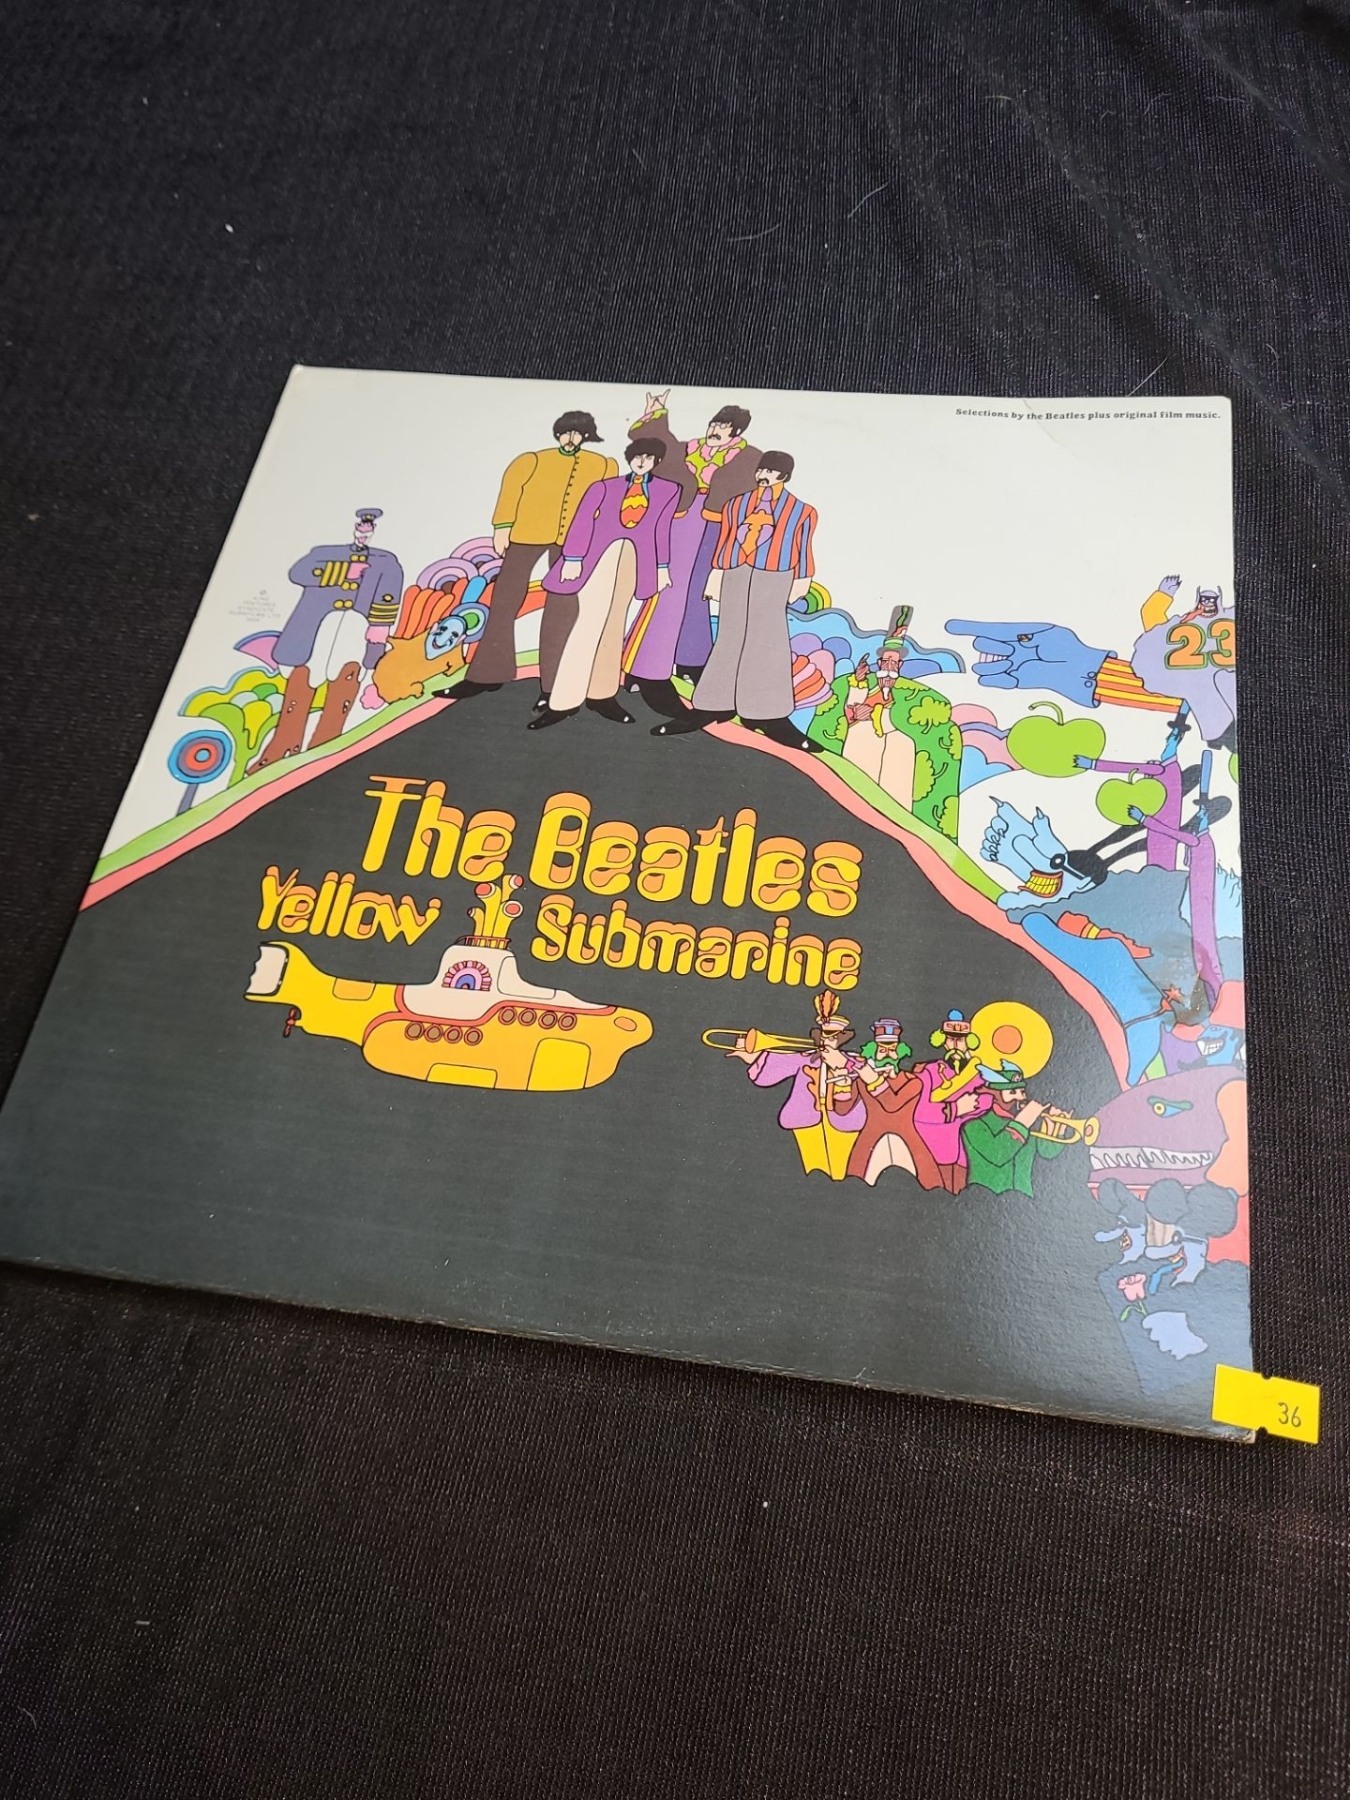 Selections by the Beatles plus original film music.
23
The Beatles
Yellow Submarine
36